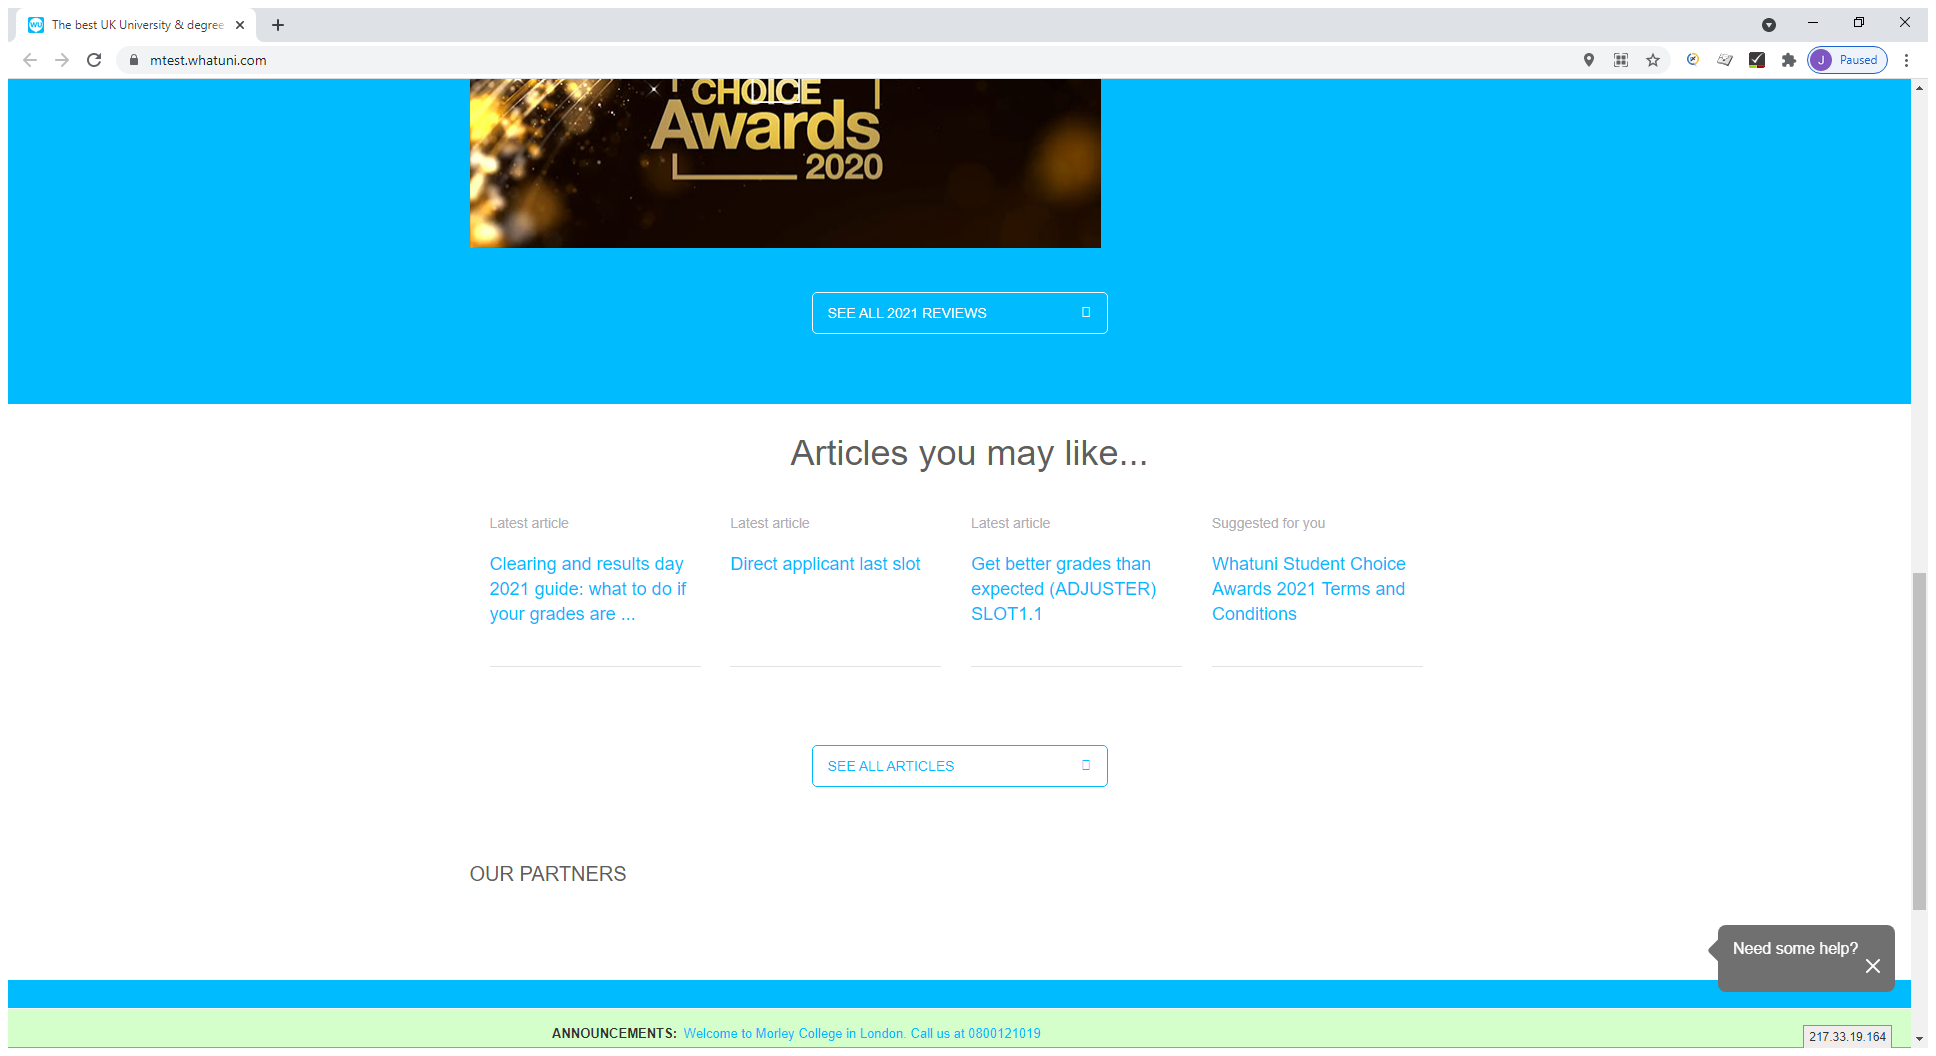 The best UK University & degree
mtest.whatuni.com
J Paused
CHOICE
Awards
2020
SEE ALL 2021 REVIEWS
Articles you may like...
Latest article
Clearing and results day
2021 guide: what to do if
your grades are ...
Latest article
Direct applicant last slot
Latest article
Get better grades than
expected (ADJUSTER)
SLOT1.1
Suggested for you
Whatuni Student Choice
Awards 2021 Terms and
Conditions
SEE ALL ARTICLES
OUR PARTNERS
Need some help?
ANNOUNCEMENTS: Welcome to Morley College in London. Call us at 0800121019
217.33.19.164